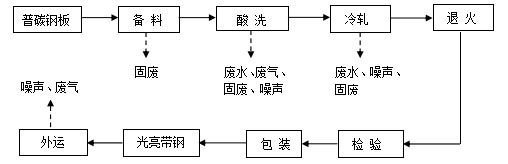 普碳钢板
备 料
酸 洗
冷轧
退 火
固废
废水、废气、
固废、噪声
废水、噪声、
固废
噪声、废气
外运
光亮带钢
包 装
检 验